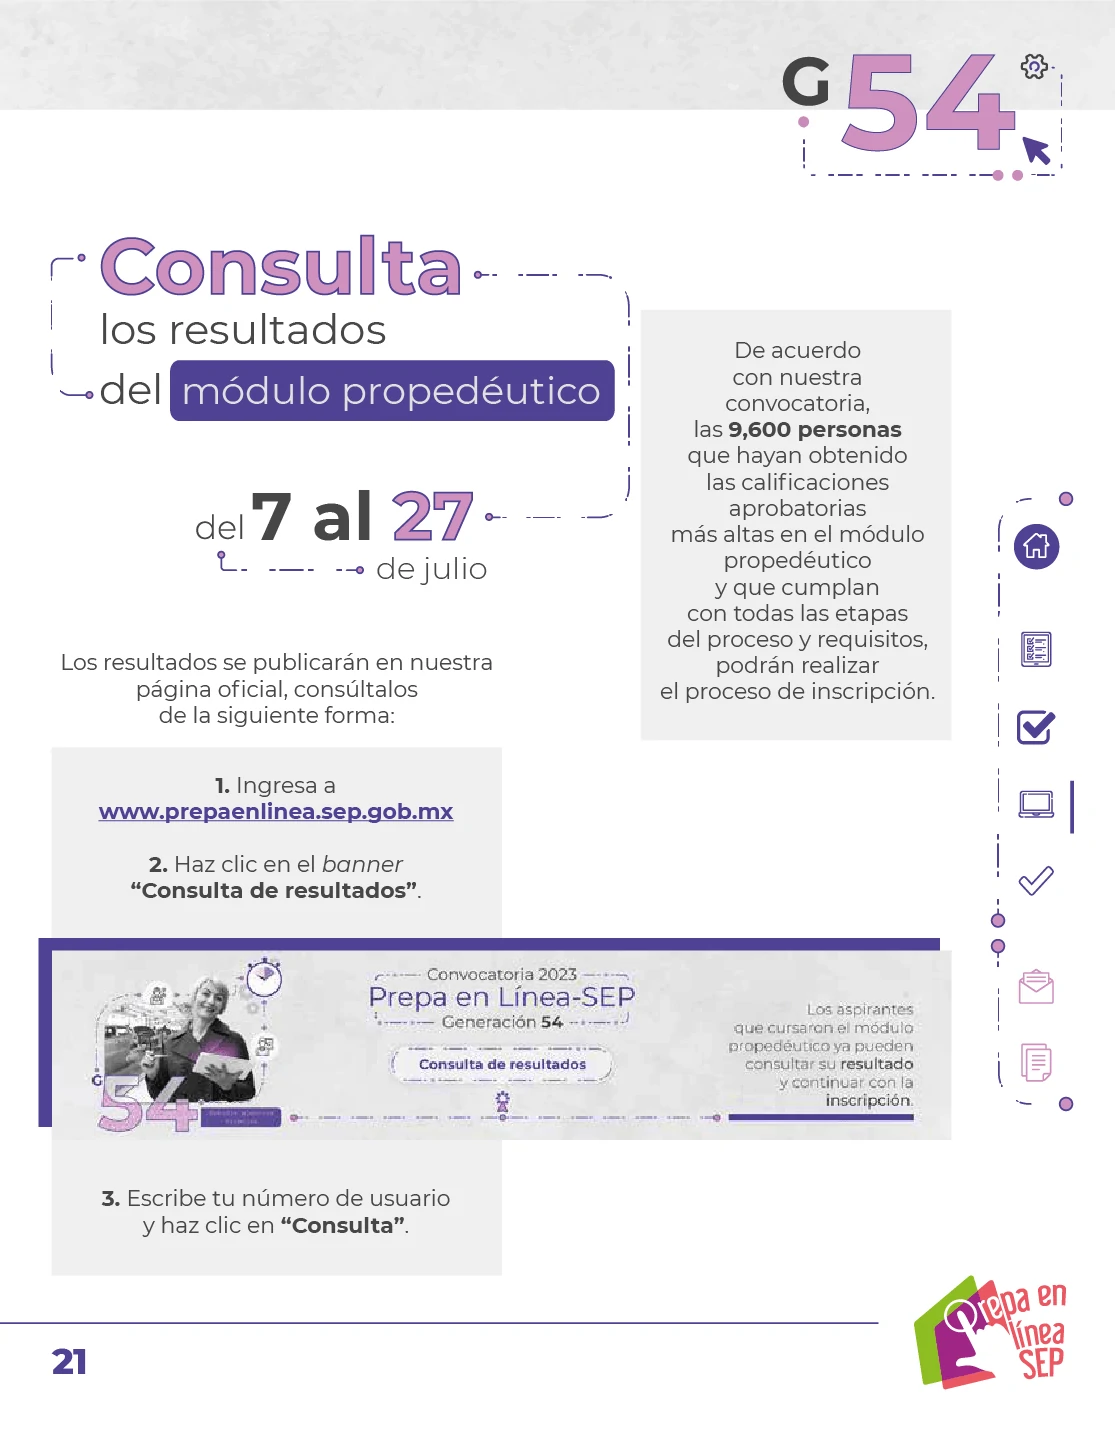 G54
Consulta
los resultados
del módulo propedéutico
del 7 al 27
de julio
De acuerdo
con nuestra
convocatoria,
las 9,600 personas
que hayan obtenido
las calificaciones
aprobatorias
más altas en el módulo
propedéutico
y que cumplan
con todas las etapas
del proceso y requisitos,
podrán realizar
el proceso de inscripción.
Los resultados se publicarán en nuestra
página oficial, consúltalos
de la siguiente forma:
1. Ingresa a
www.prepaenlinea.sep.gob.mx
2. Haz clic en el banner
“Consulta de resultados”.
Convocatoria 2023
Prepa en Línea-SEP
Generación 54
Consulta de resultados
Los aspirantes
que cursaron el módulo
propedéutico ya pueden
consultar su resultado
y continuar con la
inscripción.
G54
3. Escribe tu número de usuario
y haz clic en “Consulta”.
21
Prepa en
línea
SEP